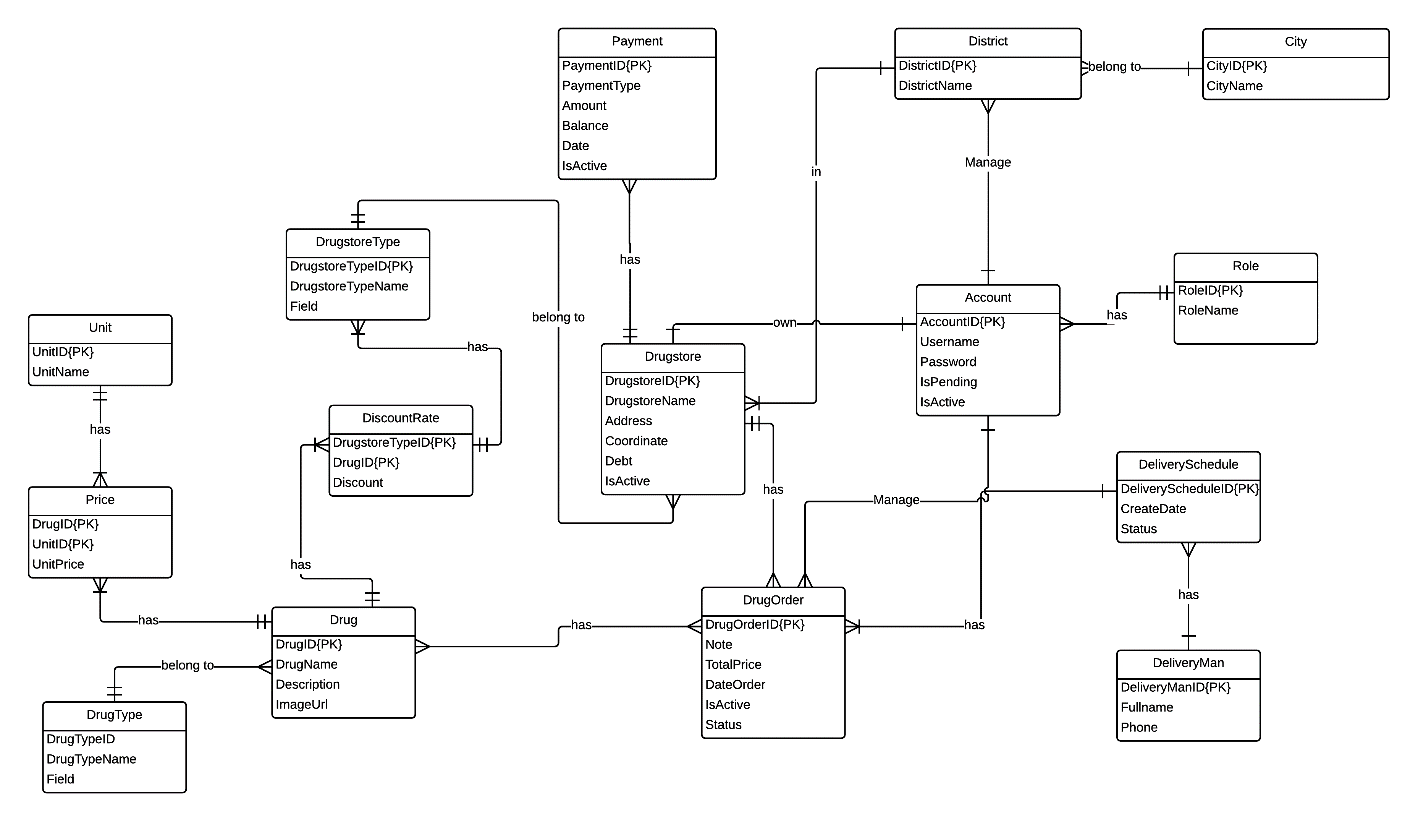 Payment
PaymentID{PK}
PaymentType
Amount
Balance
Date
IsActive
District
DistrictID{PK}
DistrictName
belong to
City
CityID{PK}
CityName
in
Manage
has
DrugstoreType
DrugstoreTypeID{PK}
DrugstoreTypeName
Field
belong to
has
Role
RoleID{PK}
RoleName
has
Account
AccountID{PK}
Username
Password
IsPending
IsActive
own
Unit
UnitID{PK}
UnitName
has
Drugstore
DrugstoreID{PK}
DrugstoreName
Address
Coordinate
Debt
IsActive
DiscountRate
DrugstoreTypeID{PK}
DrugID{PK}
Discount
has
Price
DrugID{PK}
UnitID{PK}
UnitPrice
has
has
Manage
DeliverySchedule
DeliveryScheduleID{PK}
CreateDate
Status
has
Drug
DrugID{PK}
DrugName
Description
ImageUrl
has
DrugOrder
DrugOrderID{PK}
Note
TotalPrice
DateOrder
IsActive
Status
has
DeliveryMan
DeliveryManID{PK}
Fullname
Phone
belong to
DrugType
DrugTypeID
DrugTypeName
Field